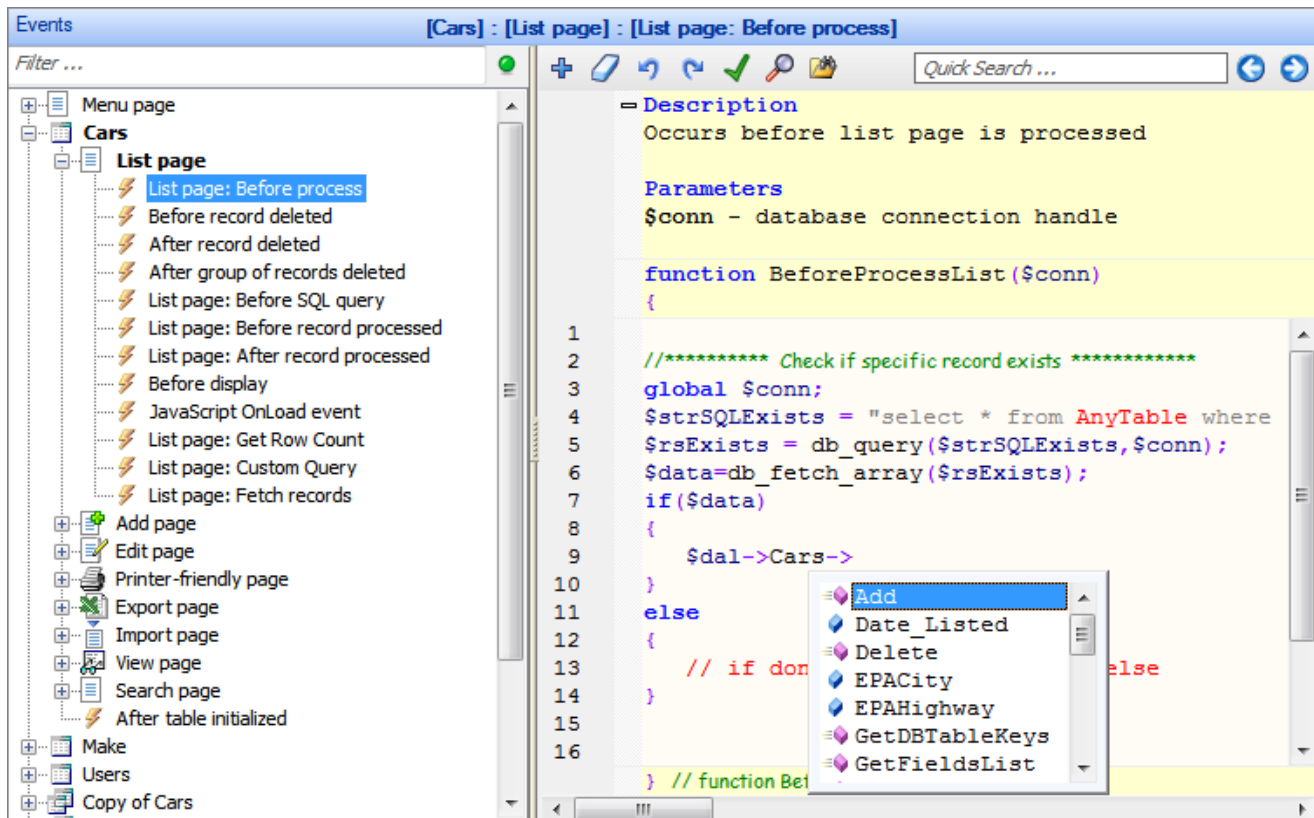 Events
[Cars] : [List page] : [List page: Before process]
Filter ...
Menu page
Cars
List page
List page: Before process
Before record deleted
After record deleted
After group of records deleted
List page: Before SQL query
List page: Before record processed
List page: After record processed
Before display
JavaScript OnLoad event
List page: Get Row Count
List page: Custom Query
List page: Fetch records
Add page
Edit page
Printer-friendly page
Export page
Import page
View page
Search page
After table initialized
Make
Users
Copy of Cars
Quick Search ...
Description
Occurs before list page is processed
Parameters
$conn - database connection handle
function BeforeProcessList($conn)
{
1
2 //********** Check if specific record exists ************
3 global $conn;
4 $strSQLExists = "select * from AnyTable where
5 $rsExists = db_query($strSQLExists,$conn);
6 $data=db_fetch_array($rsExists);
7 if($data)
8 {
9 $dal->Cars->
10 }
11 else
12 {
13 // if don else
14 }
15
16
} // function Bef
Add
Date_Listed
Delete
EPACity
EPAHighway
GetDBTableKeys
GetFieldsList